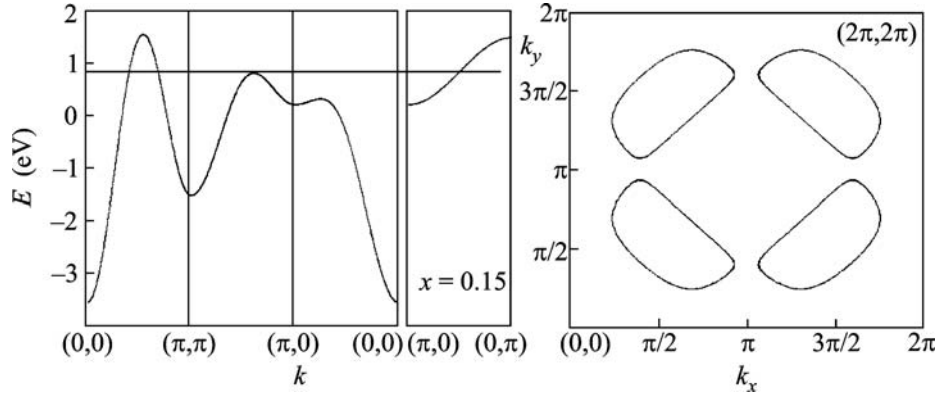 2
1
0
−1
−2
−3
E (eV)
x = 0.15
(0,0)
(π,π)
(π,0)
(0,0)
(π,0)
(0,π)
k
2π
(2π,2π)
k_y
3π/2
π
π/2
(0,0)
π/2
π
3π/2
2π
k_x